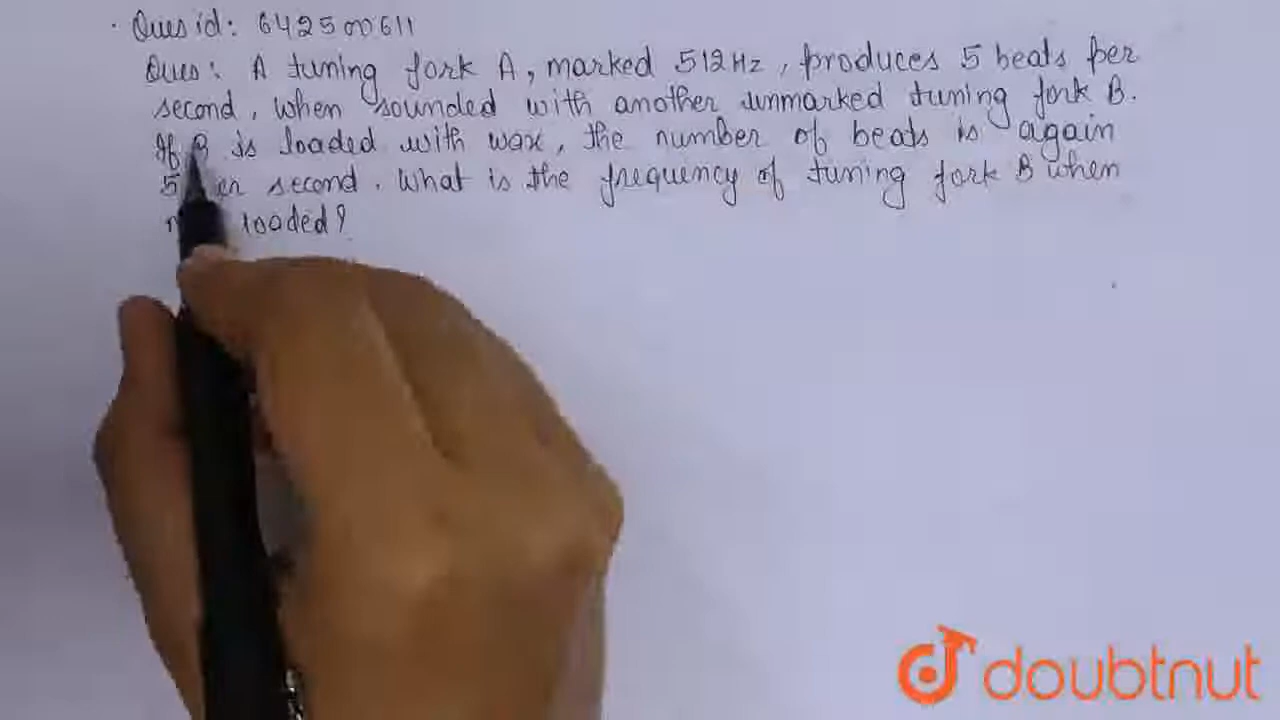 Ques id: 642500611
Ques: A tuning fork A, marked 512Hz, produces 5 beats per
second, when sounded with another unmarked tuning fork B.
If B is loaded with wax, the number of beats is again
5 second. What is the frequency of tuning fork B when
loaded?
doubtnut